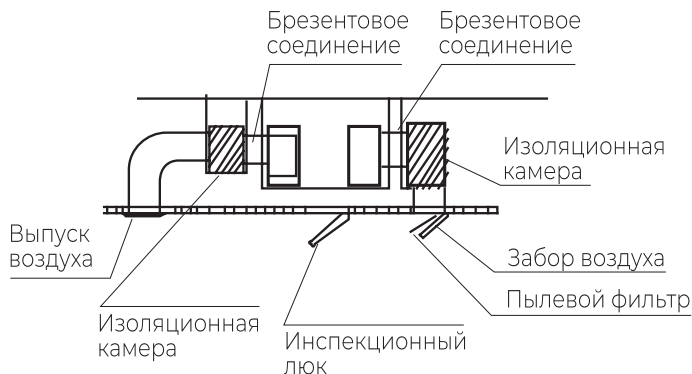 Брезентовое
соединение
Брезентовое
соединение
Изоляционная
камера
Выпуск
воздуха
Забор воздуха
Пылевой фильтр
Изоляционная
камера
Инспекционный
люк